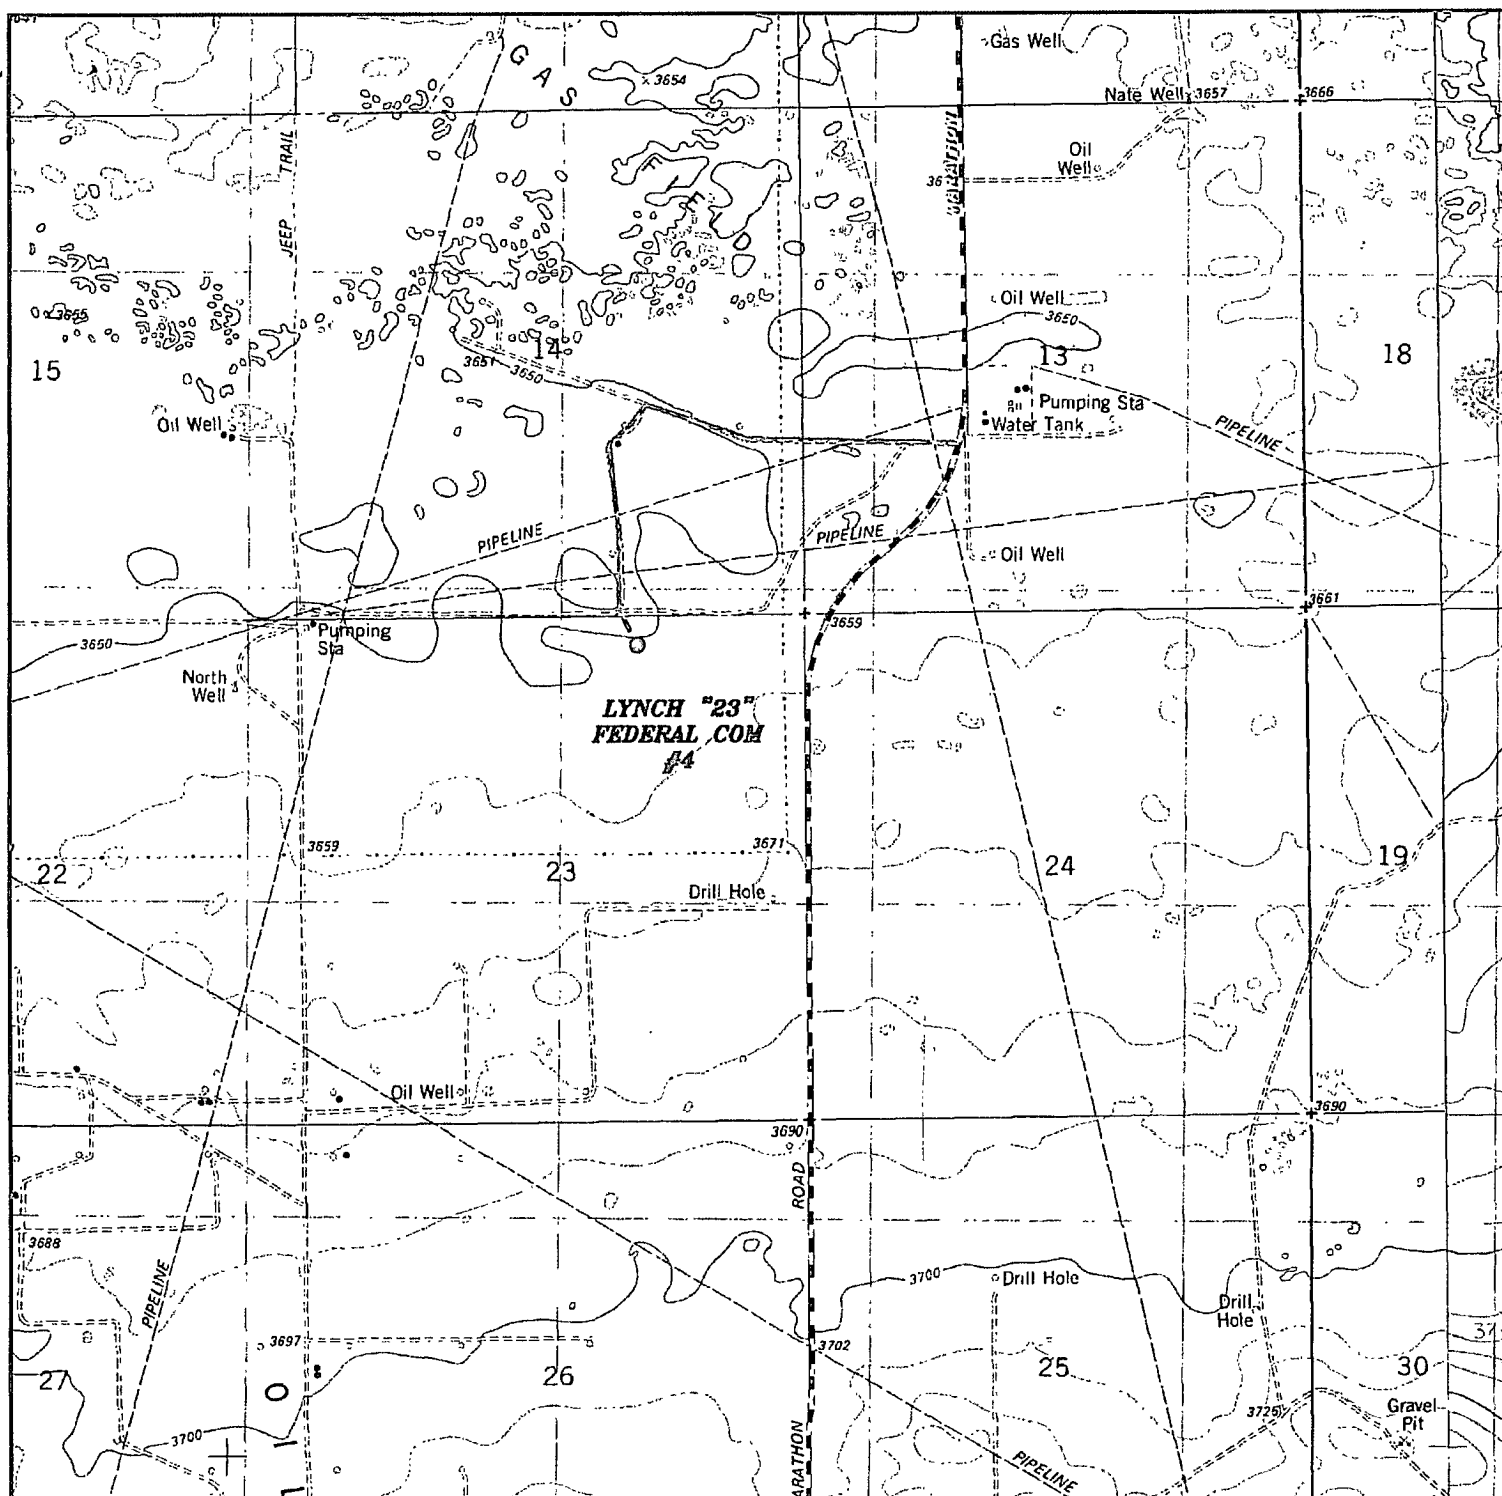 GAS
3654
Gas Well
Nate Well 3657
3666
JEEP TRAIL
Oil
Well
FIEL
MARATHON
Oil Well
3655
3650
15
3651
3650
14
13
18
Oil Well
Pumping Sta
Water Tank
PIPELINE
PIPELINE
PIPELINE
Oil Well
3661
3650
Pumping
Sta
3659
North
Well
LYNCH "23"
FEDERAL COM
#4
3659
3671
22
23
24
19
Drill Hole
Oil Well
3690
3690
ROAD
3688
PIPELINE
3700
Drill Hole
Drill
Hole
3697
3702
27
26
25
30
3700
3725
Gravel
Pit
ARATHON
PIPELINE